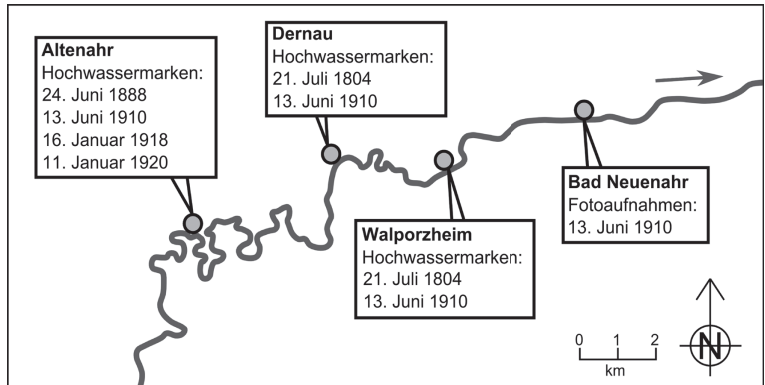 Altenahr
Hochwassermarken:
24. Juni 1888
13. Juni 1910
16. Januar 1918
11. Januar 1920
Dernau
Hochwassermarken:
21. Juli 1804
13. Juni 1910
Walporzheim
Hochwassermarken:
21. Juli 1804
13. Juni 1910
Bad Neuenahr
Fotoaufnahmen:
13. Juni 1910
0 1 2
km
N